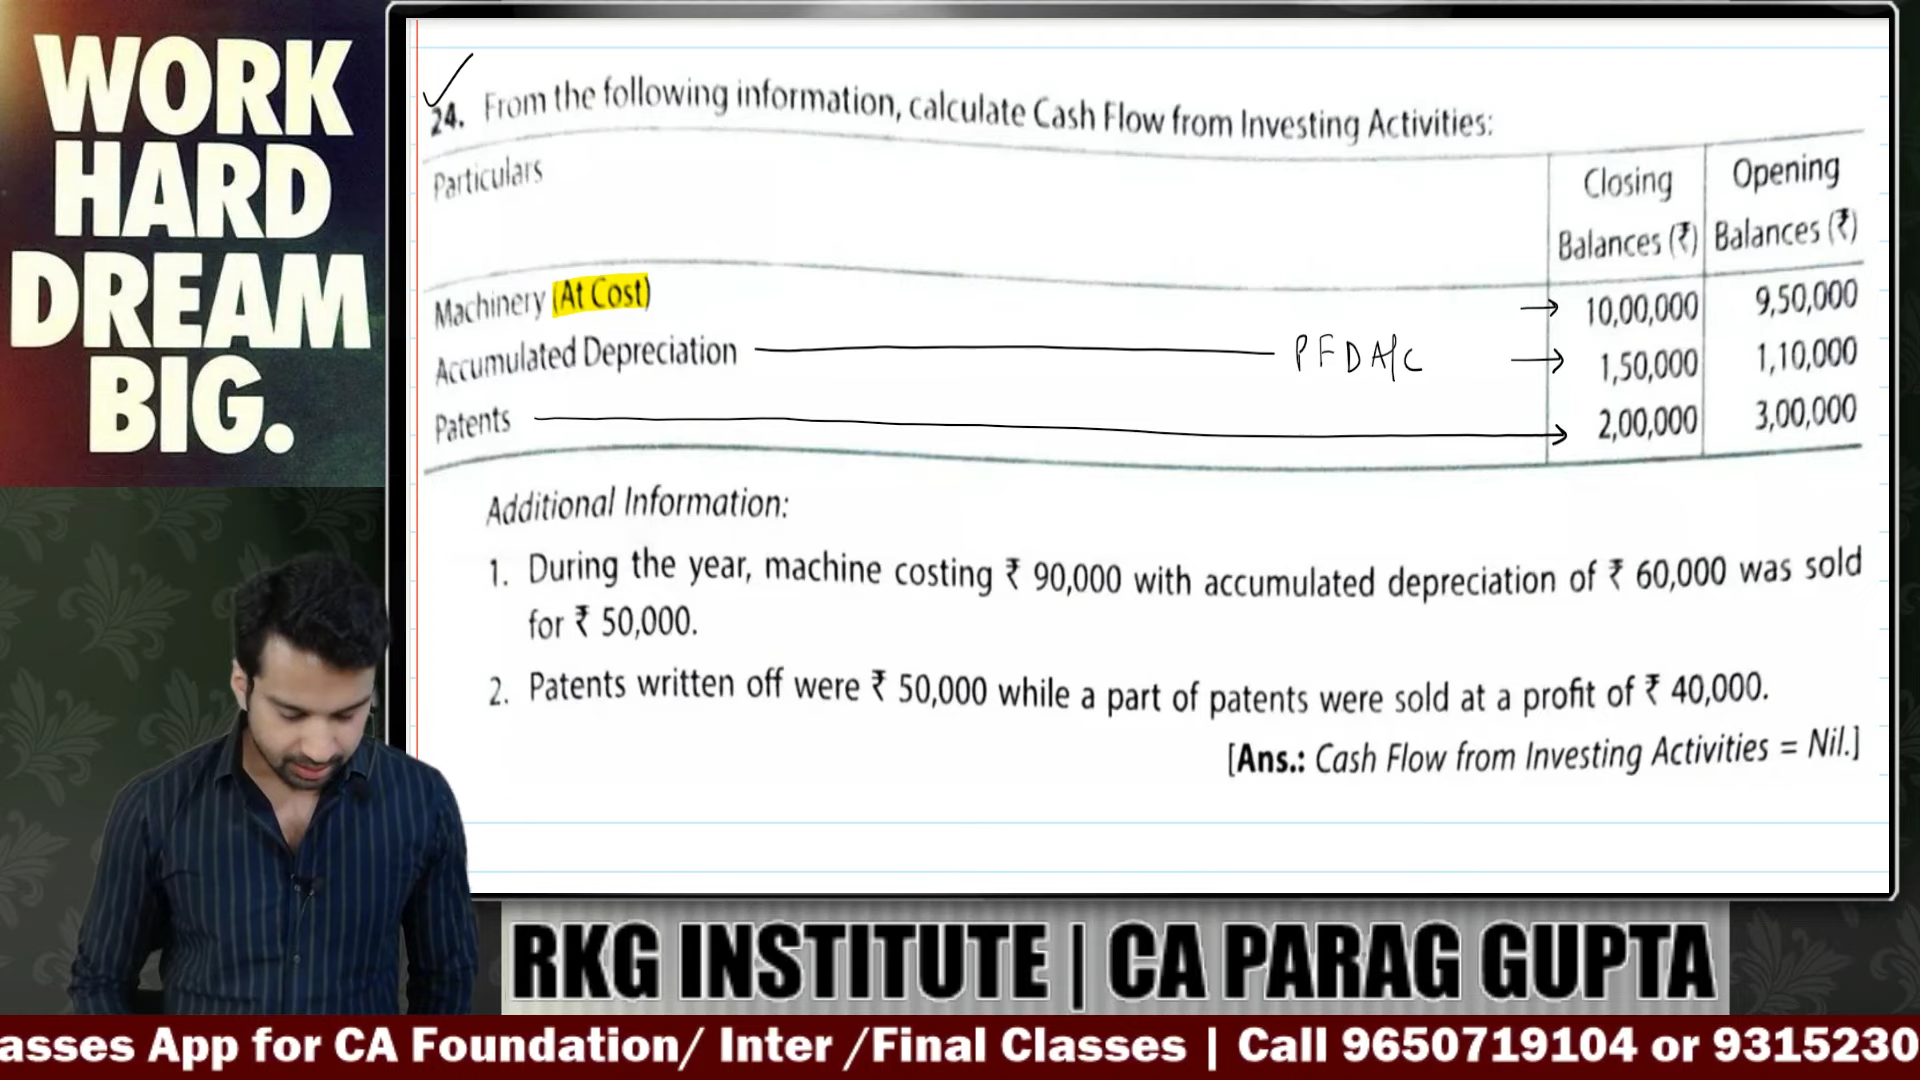 WORK
HARD
DREAM
BIG.
24. From the following information, calculate Cash Flow from Investing Activities:
Particulars
Closing Balances (₹)
Opening Balances (₹)
Machinery (At Cost) → 10,00,000 9,50,000
Accumulated Depreciation PFD A/C → 1,50,000 1,10,000
Patents → 2,00,000 3,00,000
Additional Information:
1. During the year, machine costing ₹ 90,000 with accumulated depreciation of ₹ 60,000 was sold
for ₹ 50,000.
2. Patents written off were ₹ 50,000 while a part of patents were sold at a profit of ₹ 40,000.
[Ans.: Cash Flow from Investing Activities = Nil.]
RKG INSTITUTE | CA PARAG GUPTA
asses App for CA Foundation/ Inter /Final Classes | Call 9650719104 or 9315230